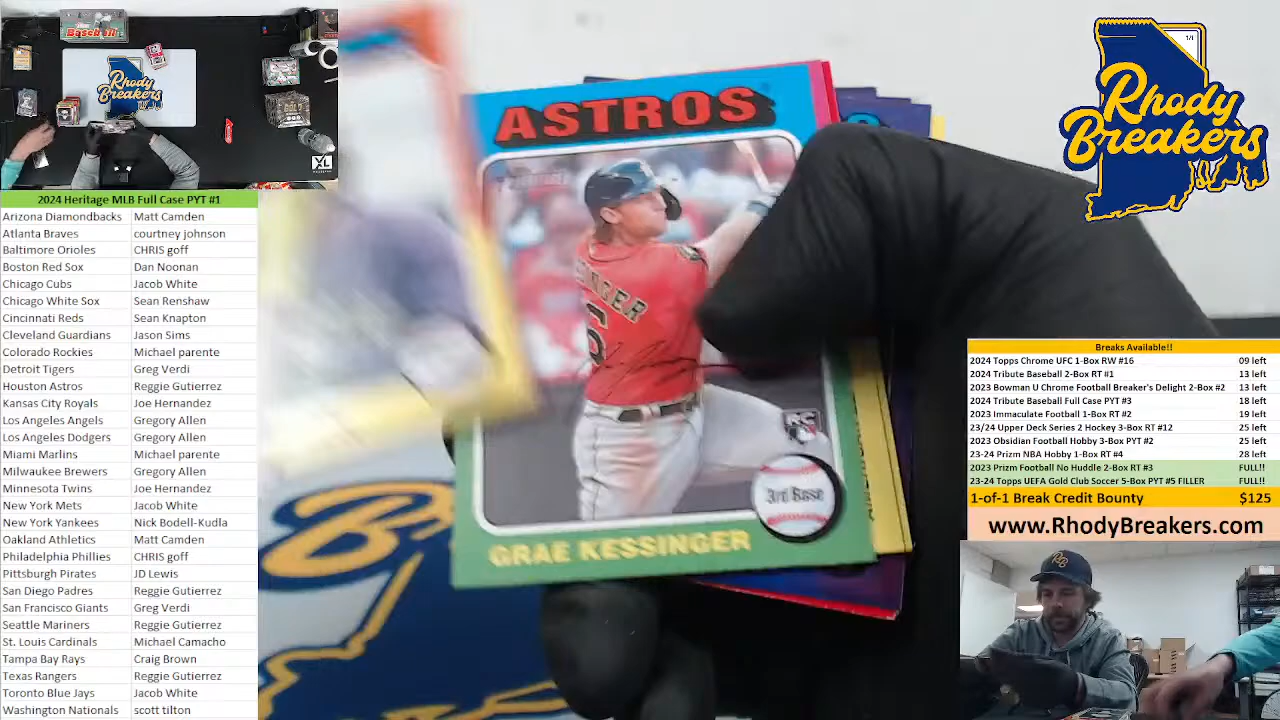 Baseball
Rhody
Breakers
XL
2024 Heritage MLB Full Case PYT #1
Arizona Diamondbacks Matt Camden
Atlanta Braves courtney johnson
Baltimore Orioles CHRIS goff
Boston Red Sox Dan Noonan
Chicago Cubs Jacob White
Chicago White Sox Sean Renshaw
Cincinnati Reds Sean Knapton
Cleveland Guardians Jason Sims
Colorado Rockies Michael parente
Detroit Tigers Greg Verdi
Houston Astros Reggie Gutierrez
Kansas City Royals Joe Hernandez
Los Angeles Angels Gregory Allen
Los Angeles Dodgers Gregory Allen
Miami Marlins Michael parente
Milwaukee Brewers Gregory Allen
Minnesota Twins Joe Hernandez
New York Mets Jacob White
New York Yankees Nick Bodell-Kudla
Oakland Athletics Matt Camden
Philadelphia Phillies CHRIS goff
Pittsburgh Pirates JD Lewis
San Diego Padres Reggie Gutierrez
San Francisco Giants Greg Verdi
Seattle Mariners Reggie Gutierrez
St. Louis Cardinals Michael Camacho
Tampa Bay Rays Craig Brown
Texas Rangers Reggie Gutierrez
Toronto Blue Jays Jacob White
Washington Nationals scott tilton
ASTROS
3rd Base
GRAE KESSINGER
1/1
Rhody
Breakers
Breaks Available!!
2024 Topps Chrome UFC 1-Box RW #16 09 left
2024 Tribute Baseball 2-Box RT #1 13 left
2023 Bowman U Chrome Football Breaker's Delight 2-Box #2 13 left
2024 Tribute Baseball Full Case PYT #3 18 left
2023 Immaculate Football 1-Box RT #2 19 left
23/24 Upper Deck Series 2 Hockey 3-Box RT #12 25 left
2023 Obsidian Football Hobby 3-Box PYT #2 25 left
23-24 Prizm NBA Hobby 1-Box RT #4 28 left
2023 Prizm Football No Huddle 2-Box RT #3 FULL!!
23-24 Topps UEFA Gold Club Soccer 5-Box PYT #5 FILLER FULL!!
1-of-1 Break Credit Bounty $125
www.RhodyBreakers.com